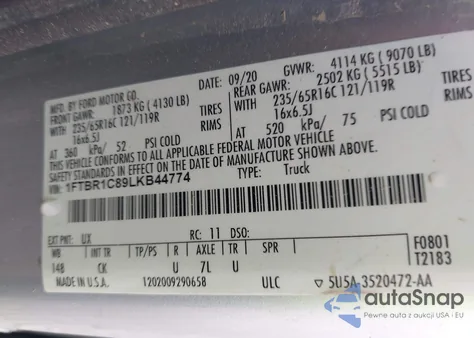 MFD. BY FORD MOTOR CO.
DATE: 09/20 GVWR: 4114 KG ( 9070 LB)
FRONT GAWR: 1873 KG ( 4130 LB) REAR GAWR: 2502 KG ( 5515 LB)
WITH 235/65R16C 121/119R TIRES WITH 235/65R16C 121/119R TIRES
16x6.5J RIMS 16x6.5J RIMS
AT 360 kPa/ 52 PSI COLD AT 520 kPa/ 75 PSI COLD
THIS VEHICLE CONFORMS TO ALL APPLICABLE FEDERAL MOTOR VEHICLE
SAFETY STANDARDS IN EFFECT ON THE DATE OF MANUFACTURE SHOWN ABOVE.
VIN: 1FTBR1C89LKB44774 TYPE: Truck
EXT PNT: UX RC: 11 DSO:
WB INT TR TP/PS R AXLE TR SPR F0801
148 CK U 7L U T2183
MADE IN U.S.A. 1202009290658 ULC 5U5A-3520472-AA
autoSnap
Pewne auta z aukcji USA i EU